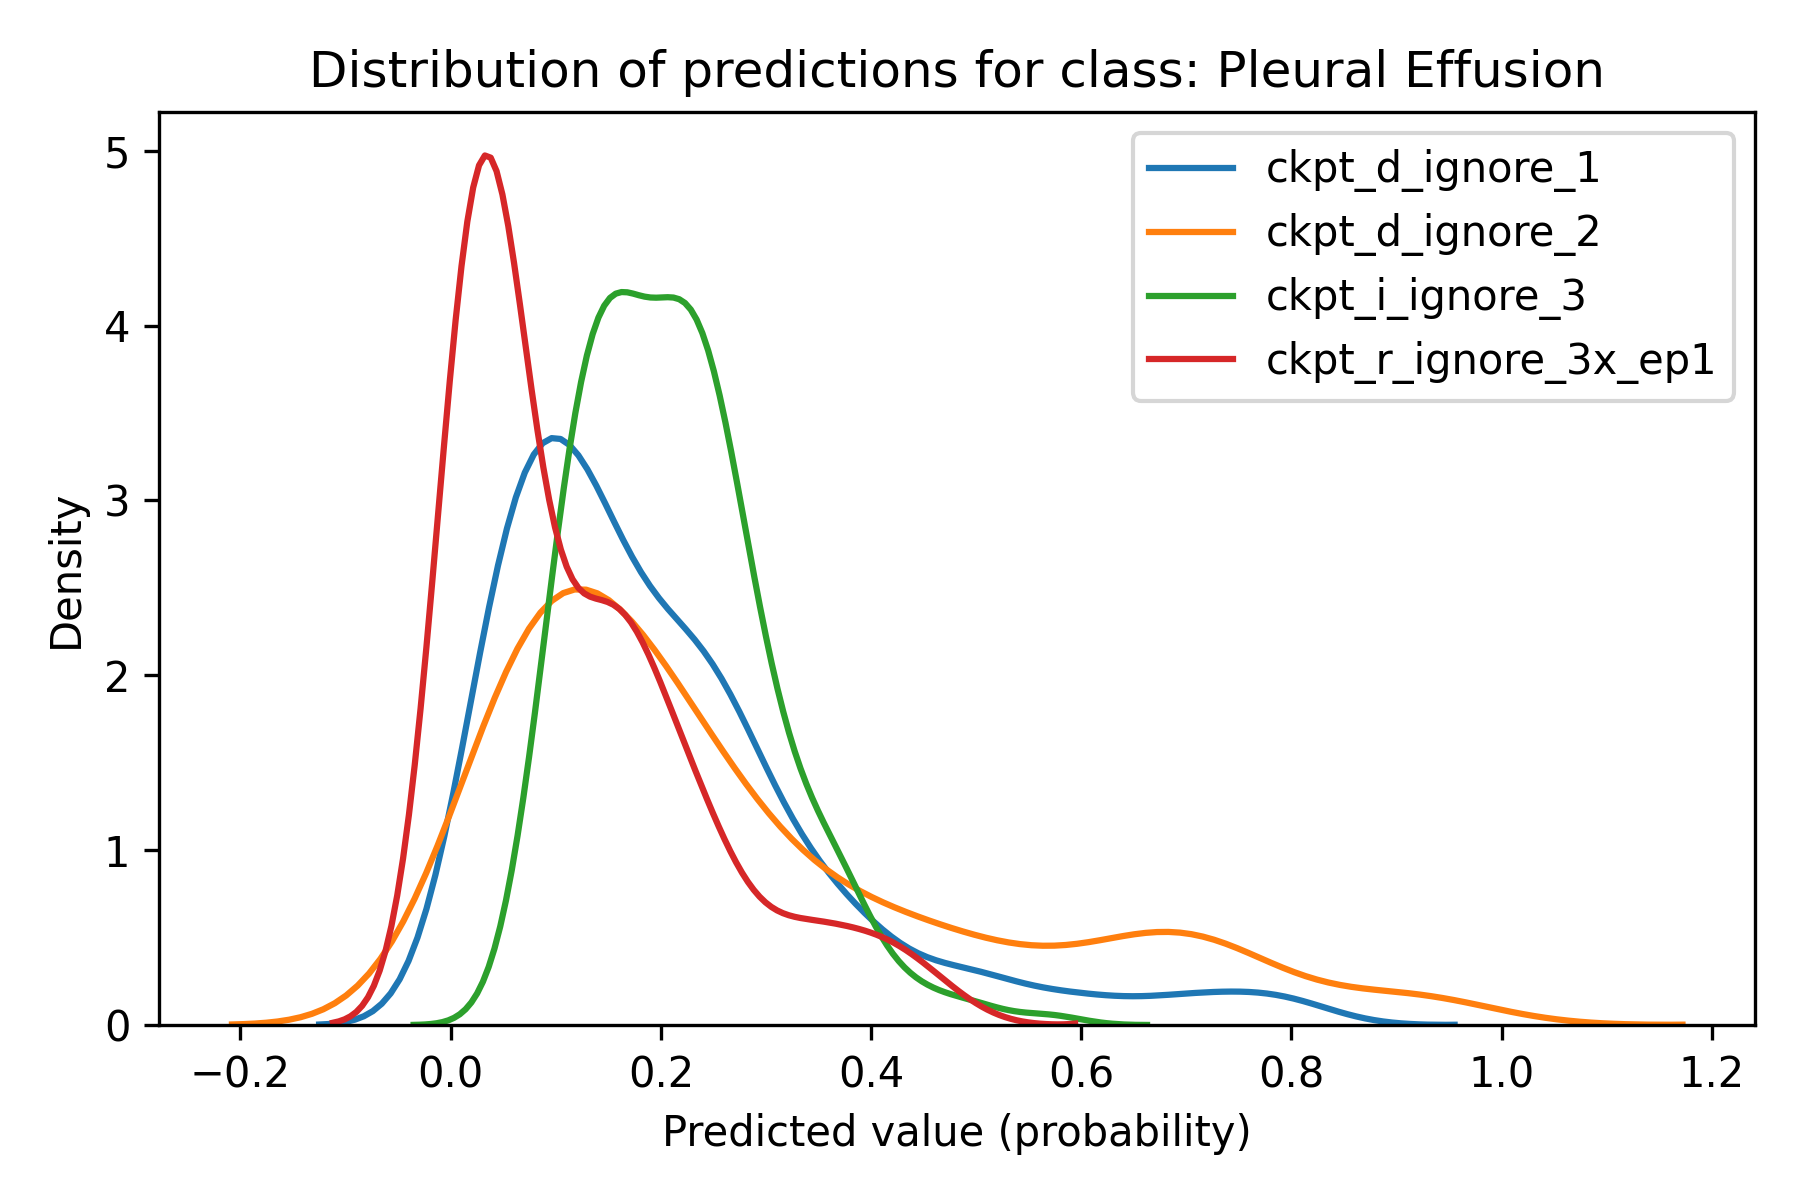 Distribution of predictions for class: Pleural Effusion
ckpt_d_ignore_1
ckpt_d_ignore_2
ckpt_i_ignore_3
ckpt_r_ignore_3x_ep1
Density
5
4
3
2
1
0
−0.2 0.0 0.2 0.4 0.6 0.8 1.0 1.2
Predicted value (probability)